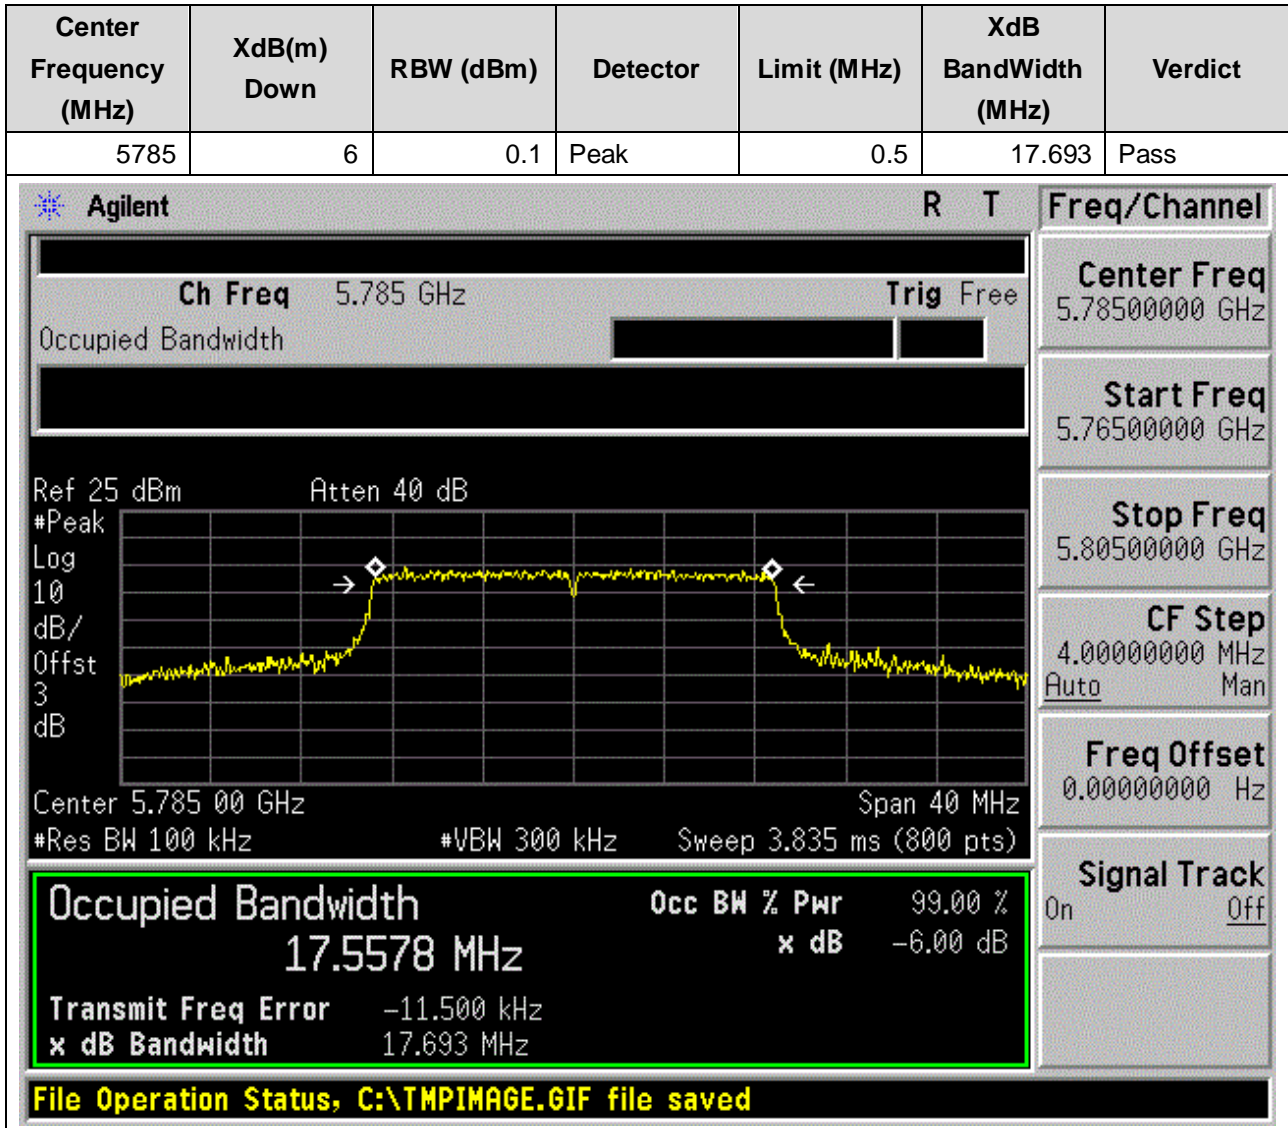 Center Frequency (MHz)
XdB(m) Down
RBW (dBm)
Detector
Limit (MHz)
XdB BandWidth (MHz)
Verdict
5785 6 0.1 Peak 0.5 17.693 Pass
Agilent R T
Ch Freq 5.785 GHz Trig Free
Occupied Bandwidth
Ref 25 dBm Atten 40 dB
#Peak
Log
10
dB/
Offst
3
dB
Center 5.785 00 GHz Span 40 MHz
#Res BW 100 kHz #VBW 300 kHz Sweep 3.835 ms (800 pts)
Occupied Bandwidth
17.5578 MHz
Occ BW % Pwr 99.00 %
x dB -6.00 dB
Transmit Freq Error -11.500 kHz
x dB Bandwidth 17.693 MHz
File Operation Status, C:\TMPIMAGE.GIF file saved
Freq/Channel
Center Freq
5.78500000 GHz
Start Freq
5.76500000 GHz
Stop Freq
5.80500000 GHz
CF Step
4.00000000 MHz
Auto Man
Freq Offset
0.00000000 Hz
Signal Track
On Off